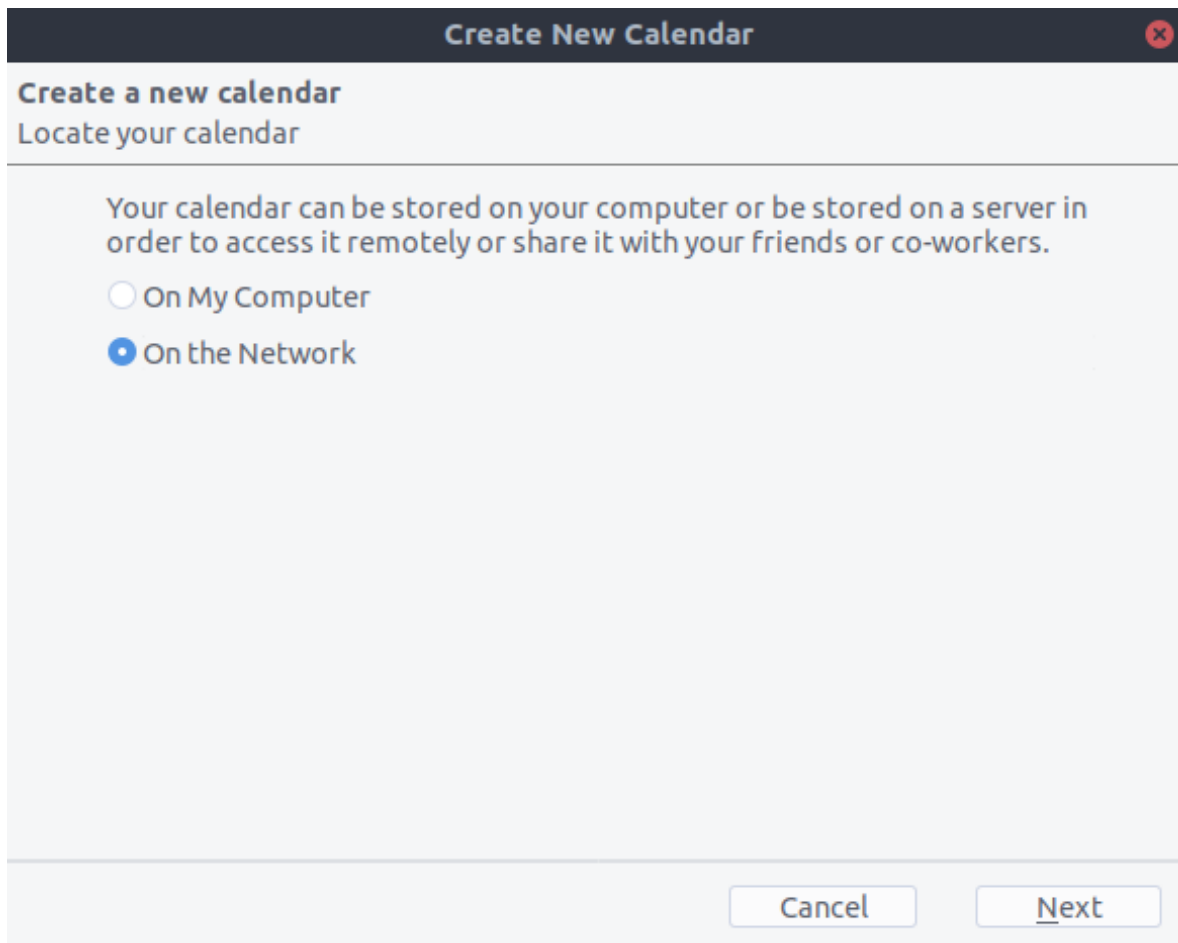 Create New Calendar
Create a new calendar
Locate your calendar
Your calendar can be stored on your computer or be stored on a server in
order to access it remotely or share it with your friends or co-workers.
On My Computer
On the Network
Cancel
Next